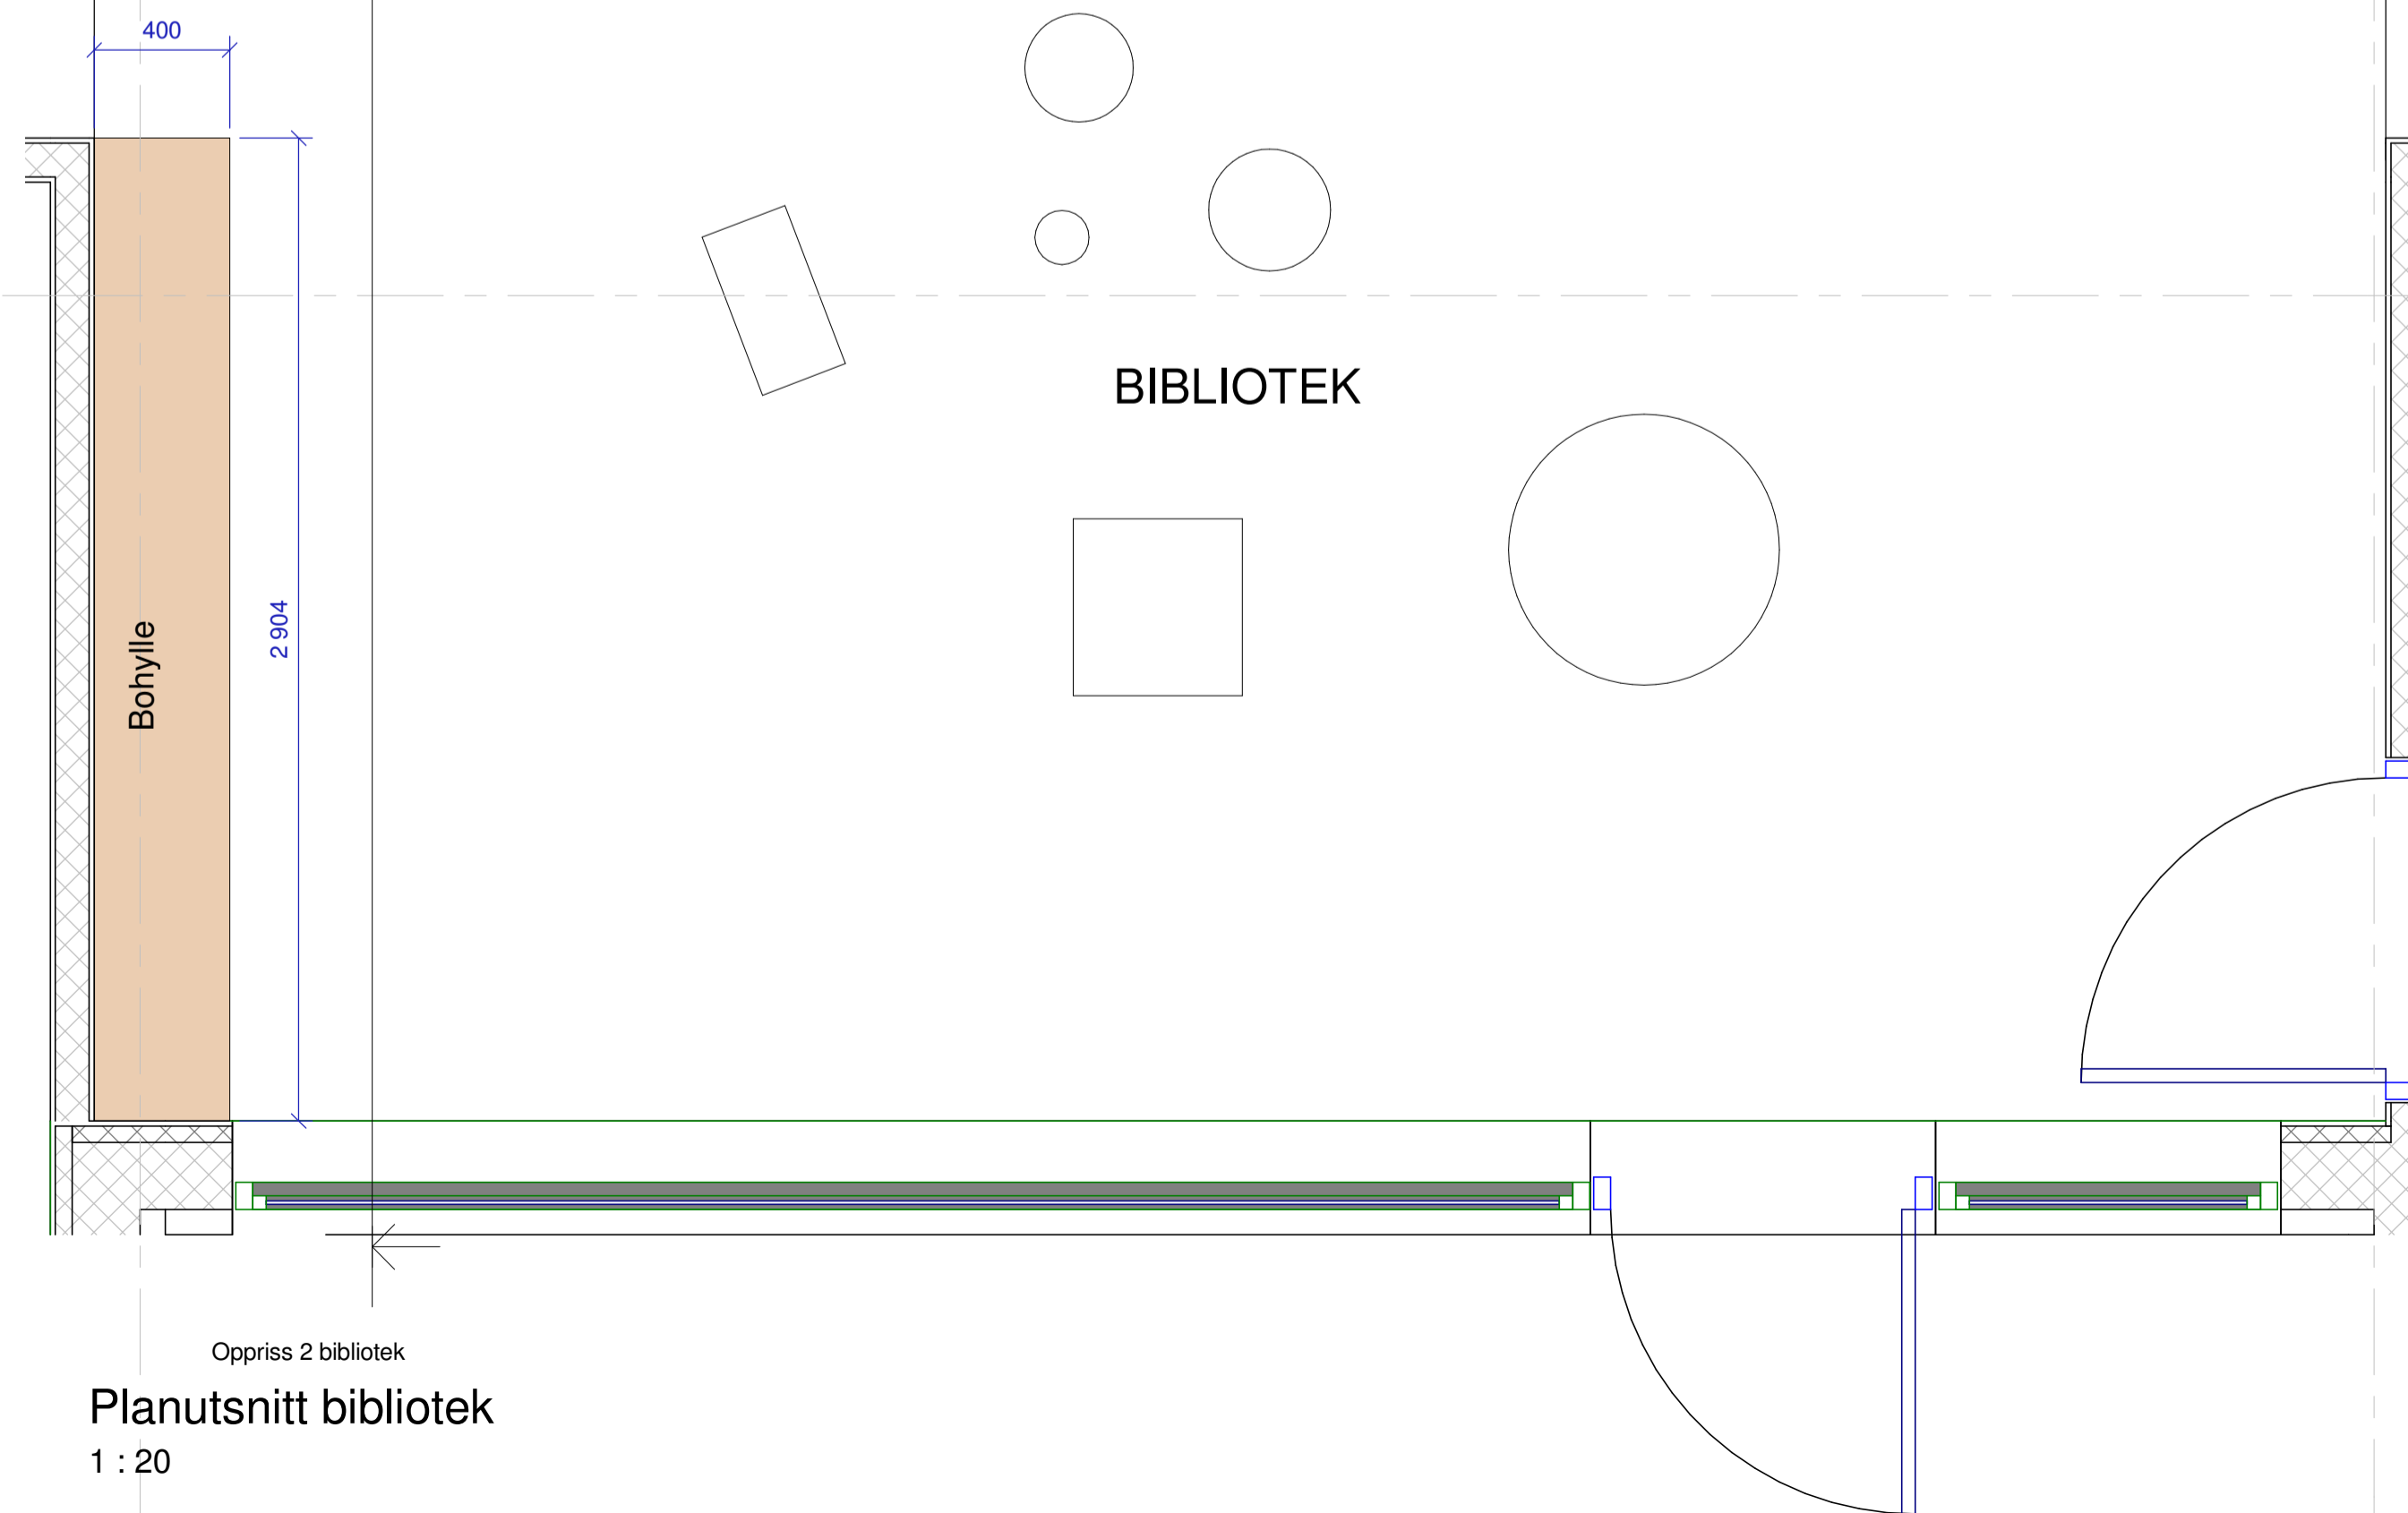 400
BIBLIOTEK
2 904
Bohylle
Oppriss 2 bibliotek
Planutsnitt bibliotek
1 : 20